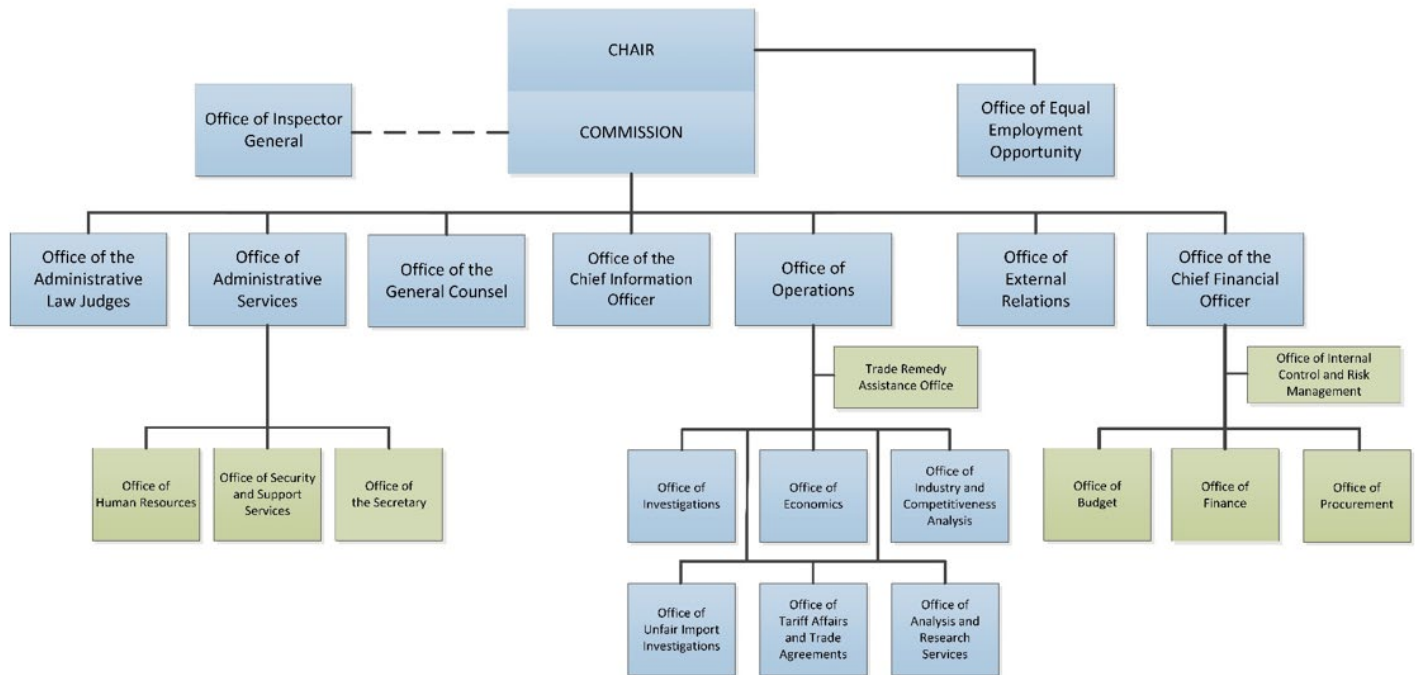 CHAIR
COMMISSION
Office of Inspector
General
Office of Equal
Employment
Opportunity
Office of the
Administrative
Law Judges
Office of
Administrative
Services
Office of the
General Counsel
Office of the
Chief Information
Officer
Office of
Operations
Office of
External
Relations
Office of the
Chief Financial
Officer
Trade Remedy
Assistance Office
Office of Internal
Control and Risk
Management
Office of
Human Resources
Office of Security
and Support
Services
Office of
the Secretary
Office of
Investigations
Office of
Economics
Office of
Industry and
Competitiveness
Analysis
Office of
Budget
Office of
Finance
Office of
Procurement
Office of
Unfair Import
Investigations
Office of
Tariff Affairs
and Trade
Agreements
Office of
Analysis and
Research
Services